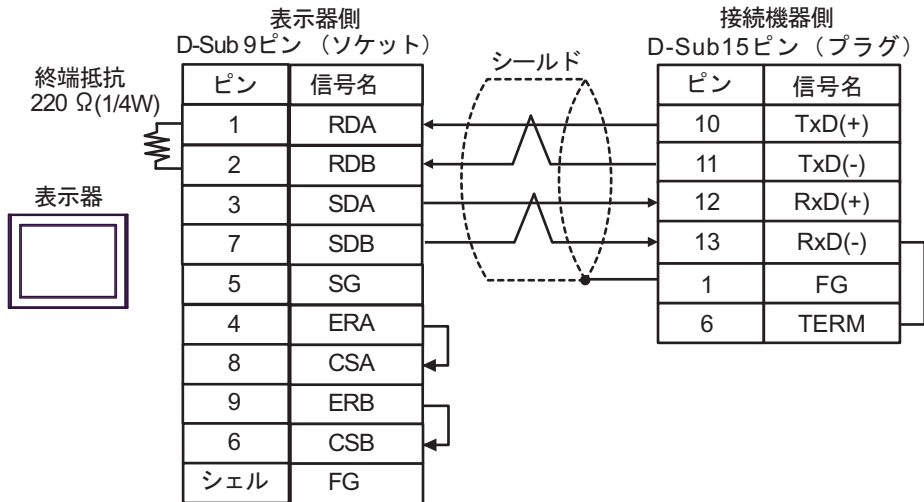 表示器側
D-Sub 9ピン （ソケット）
接続機器側
D-Sub15ピン（プラグ）
シールド
終端抵抗
220 Ω(1/4W)
表示器
ピン 信号名
1 RDA
2 RDB
3 SDA
7 SDB
5 SG
4 ERA
8 CSA
9 ERB
6 CSB
シェル FG
ピン 信号名
10 TxD(+)
11 TxD(-)
12 RxD(+)
13 RxD(-)
1 FG
6 TERM